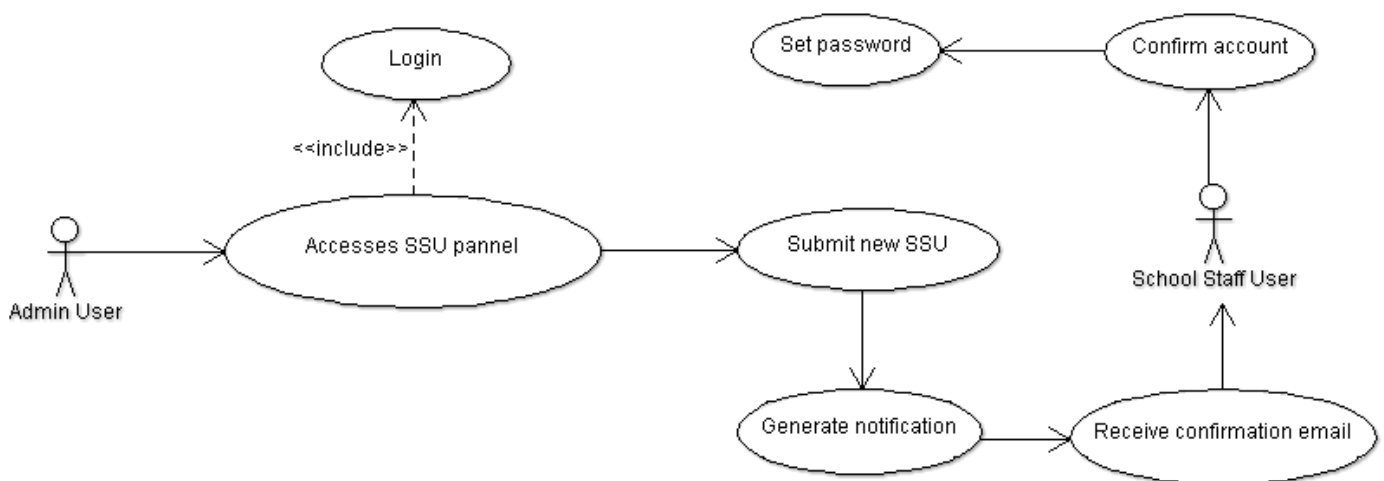 Set password
Confirm account
Login
<<include>>
Accesses SSU pannel
Submit new SSU
School Staff User
Admin User
Generate notification
Receive confirmation email